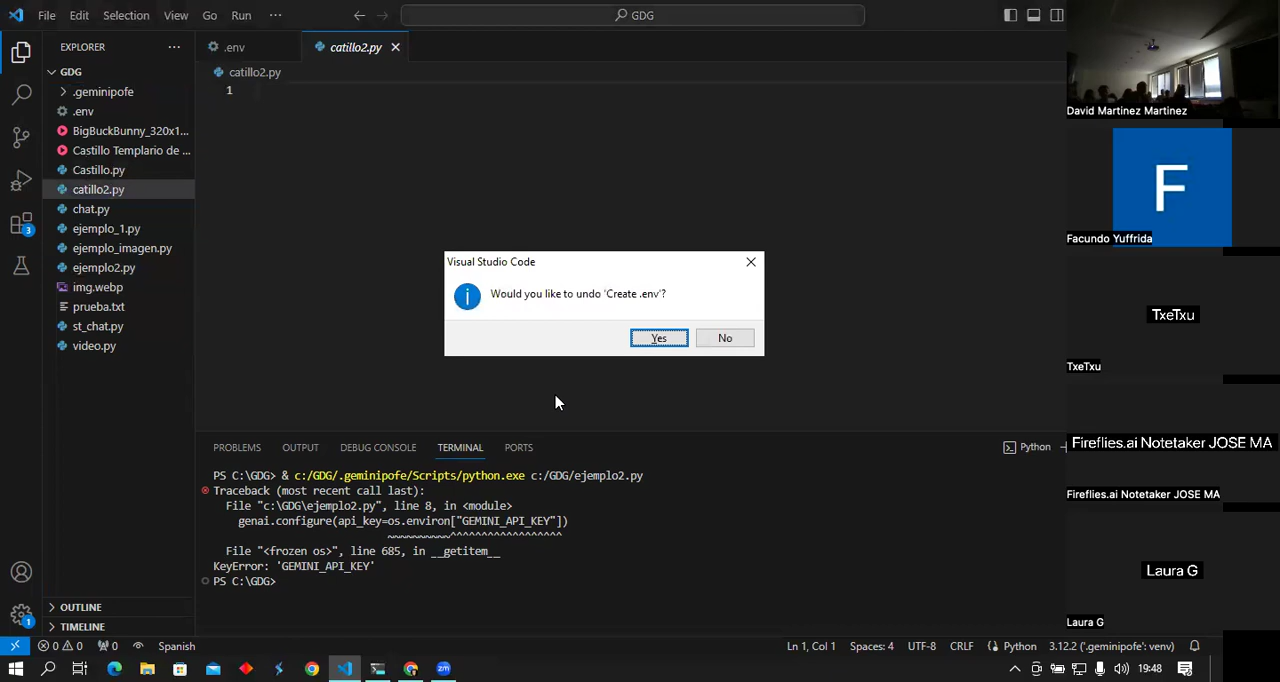 File Edit Selection View Go Run ···
GDG
EXPLORER ···
GDG
.geminipofe
.env
BigBuckBunny_320x1...
Castillo Templario de ...
Castillo.py
catillo2.py
chat.py
ejemplo_1.py
ejemplo_imagen.py
ejemplo2.py
img.webp
prueba.txt
st_chat.py
video.py
OUTLINE
TIMELINE
3
1
.env
catillo2.py
catillo2.py
1
Visual Studio Code
Would you like to undo 'Create .env'?
Yes No
PROBLEMS OUTPUT DEBUG CONSOLE TERMINAL PORTS
Python
PS C:\GDG> & c:/GDG/.geminipofe/Scripts/python.exe c:/GDG/ejemplo2.py
Traceback (most recent call last):
File "c:\GDG\ejemplo2.py", line 8, in <module>
genai.configure(api_key=os.environ["GEMINI_API_KEY"])
~~~~~~~~~~^^^^^^^^^^^^^^^^^^
File "<frozen os>", line 685, in __getitem__
KeyError: 'GEMINI_API_KEY'
PS C:\GDG>
0 0 0 Spanish
Ln 1, Col 1 Spaces: 4 UTF-8 CRLF Python 3.12.2 ('.geminipofe': venv)
zm
19:48
David Martinez Martinez
F
Facundo Yuffrida
TxeTxu
TxeTxu
Fireflies.ai Notetaker JOSE MA
Fireflies.ai Notetaker JOSE MA
Laura G
Laura G